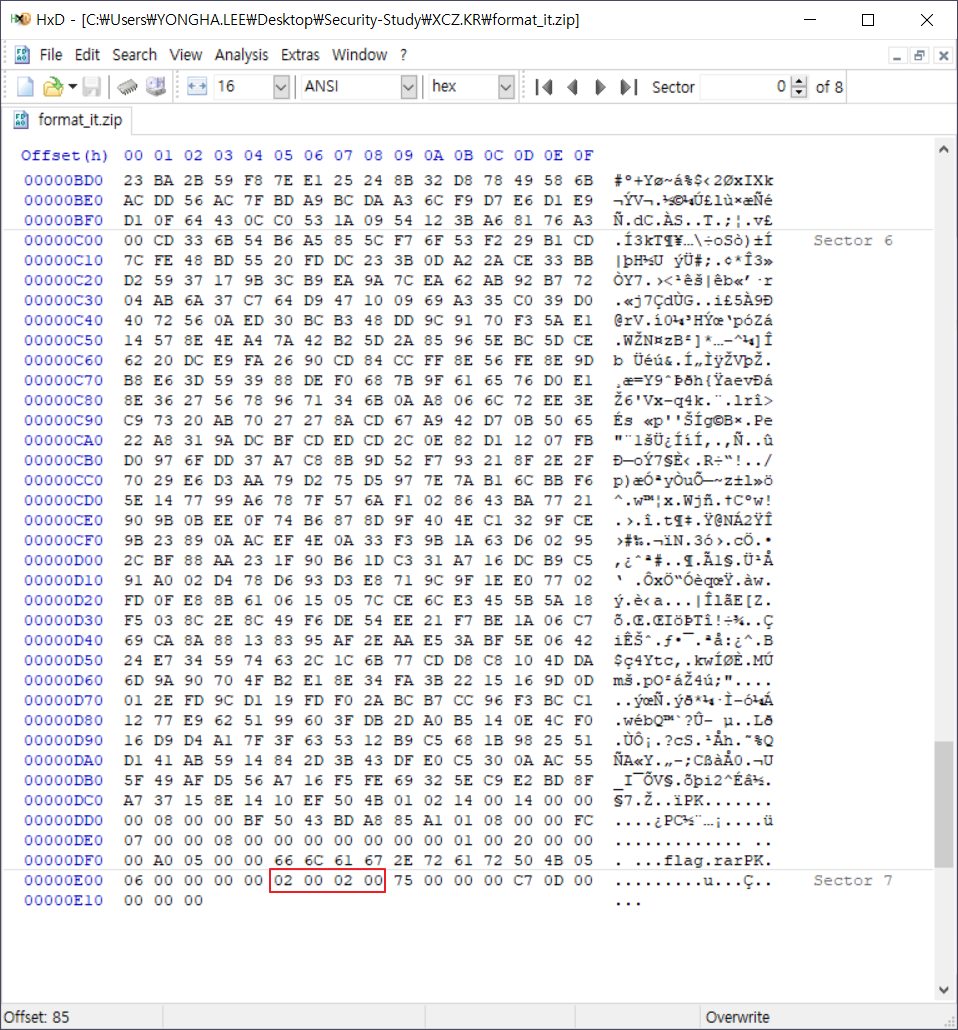 HxD - [C:₩Users₩YONGHA.LEE₩Desktop₩Security-Study₩XCZ.KR₩format_it.zip]
File Edit Search View Analysis Extras Window ?
16 ANSI hex Sector 0 of 8
format_it.zip
Offset(h) 00 01 02 03 04 05 06 07 08 09 0A 0B 0C 0D 0E 0F
00000BD0 23 BA 2B 59 F8 7E E1 25 24 8B 32 D8 78 49 58 6B #º+Yø~á%$‹2ØxIXk
00000BE0 AC DD 56 AC 7F BD A9 BC DA A3 6C F9 D7 E6 D1 E9 ¬ÝV¬.½©¼Ú£lù×æÑé
00000BF0 D1 0F 64 43 0C C0 53 1A 09 54 12 3B A6 81 76 A3 Ñ.dC.ÀS..T.;¦.v£
00000C00 00 CD 33 6B 54 B6 A5 85 5C F7 6F 53 F2 29 B1 CD .Í3kT¶¥…\÷oSò)±Í Sector 6
00000C10 7C FE 48 BD 55 20 FD DC 23 3B 0D A2 2A CE 33 BB |þH½U ýÜ#;.¢*Î3»
00000C20 D2 59 37 17 9B 3C B9 EA 9A 7C EA 62 AB 92 B7 72 ÒY7.›<¹êš|êb«’·r
00000C30 04 AB 6A 37 C7 64 D9 47 10 09 69 A3 35 C0 39 D0 .«j7ÇdÙG..i£5À9Ð
00000C40 40 72 56 0A ED 30 BC B3 48 DD 9C 91 70 F3 5A E1 @rV.í0¼³HÝœ‘póZá
00000C50 14 57 8E 4E A4 7A 42 B2 5D 2A 85 96 5E BC 5D CE .WŽN¤zB²]*…–^¼]Î
00000C60 62 20 DC E9 FA 26 90 CD 84 CC FF 8E 56 FE 8E 9D b Üéú&.Í„ÌÿŽVþŽ.
00000C70 B8 E6 3D 59 39 88 DE F0 68 7B 9F 61 65 76 D0 E1 ¸æ=Y9ˆÞðh{ŸaevÐá
00000C80 8E 36 27 56 78 96 71 34 6B 0A A8 06 6C 72 EE 3E Ž6'Vx–q4k.¨.lrî>
00000C90 C9 73 20 AB 70 27 27 8A CD 67 A9 42 D7 0B 50 65 És «p''ŠÍg©B×.Pe
00000CA0 22 A8 31 9A DC BF CD ED CD 2C 0E 82 D1 12 07 FB "¨1šÜ¿ÍíÍ,.‚Ñ..û
00000CB0 D0 97 6F DD 37 A7 C8 8B 9D 52 F7 93 21 8F 2E 2F Ð—oÝ7§È‹.R÷“!../
00000CC0 70 29 E6 D3 AA 79 D2 75 D5 97 7E 7A B1 6C BB F6 p)æÓªyÒuÕ—~z±l»ö
00000CD0 5E 14 77 99 A6 78 7F 57 6A F1 02 86 43 BA 77 21 ^.w™¦x.Wjñ.†Cºw!
00000CE0 90 9B 0B EE 0F 74 B6 87 8D 9F 40 4E C1 32 9F CE .›.î.t¶‡.Ÿ@NÁ2ŸÎ
00000CF0 9B 23 89 0A AC EF 4E 0A 33 F3 9B 1A 63 D6 02 95 ›#‰.¬ïN.3ó›.cÖ.•
00000D00 2C BF 88 AA 23 1F 90 B6 1D C3 31 A7 16 DC B9 C5 ,¿ˆª#..¶.Ã1§.Ü¹Å
00000D10 91 A0 02 D4 78 D6 93 D3 E8 71 9C 9F 1E E0 77 02 ‘ .ÔxÖ“ÓèqœŸ.àw.
00000D20 FD 0F E8 8B 61 06 15 05 7C CE 6C E3 45 5B 5A 18 ý.è‹a...|ÎlãE[Z.
00000D30 F5 03 8C 2E 8C 49 F6 DE 54 EE 21 F7 BE 1A 06 C7 õ.Œ.ŒIöÞTî!÷¾..Ç
00000D40 69 CA 8A 88 13 83 95 AF 2E AA E5 3A BF 5E 06 42 iÊŠˆ.ƒ•¯.ªå:¿^.B
00000D50 24 E7 34 59 74 63 2C 1C 6B 77 CD D8 C8 10 4D DA $ç4Ytc,.kwÍØÈ.MÚ
00000D60 6D 9A 90 70 4F B2 E1 8E 34 FA 3B 22 15 16 9D 0D mš.pO²áŽ4ú;"....
00000D70 01 2E FD 9C D1 19 FD F0 2A BC B7 CC 96 F3 BC C1 ..ýœÑ.ýð*¼·Ì–ó¼Á
00000D80 12 77 E9 62 51 99 60 3F DB 2D A0 B5 14 0E 4C F0 .wébQ™`?Û- µ..Lð
00000D90 16 D9 D4 A1 7F 3F 63 53 12 B9 C5 68 1B 98 25 51 .ÙÔ¡.?cS.¹Åh.˜%Q
00000DA0 D1 41 AB 59 14 84 2D 3B 43 DF E0 C5 30 0A AC 55 ÑA«Y.„-;CßàÅ0.¬U
00000DB0 5F 49 AF D5 56 A7 16 F5 FE 69 32 5E C9 E2 BD 8F _I¯ÕV§.õþi2^Éâ½.
00000DC0 A7 37 15 8E 14 10 EF 50 4B 01 02 14 00 14 00 00 §7.Ž..ïPK.......
00000DD0 00 08 00 00 BF 50 43 BD A8 85 A1 01 08 00 00 FC ....¿PC½¨…¡....ü
00000DE0 07 00 00 08 00 00 00 00 00 00 00 01 00 20 00 00 ............. ..
00000DF0 00 A0 05 00 00 66 6C 61 67 2E 72 61 72 50 4B 05 . ...flag.rarPK.
00000E00 06 00 00 00 00 02 00 02 00 75 00 00 00 C7 0D 00 .........u...Ç.. Sector 7
00000E10 00 00 00 ...
Offset: 85 Overwrite